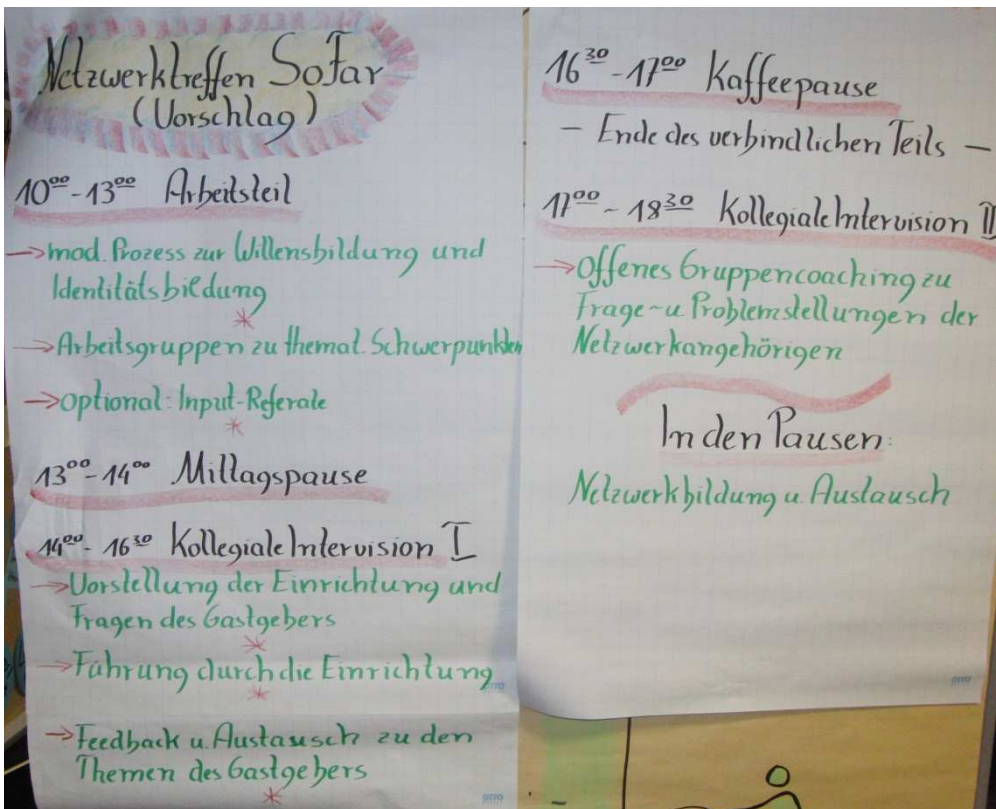 Netzwerktreffen SoFar
(Vorschlag)
10⁰⁰-13⁰⁰ Arbeitsteil
→ mod. Prozess zur Willensbildung und
Identitätsbildung
*
→ Arbeitsgruppen zu themat. Schwerpunkten
→ optional: Input-Referate
*
13⁰⁰-14⁰⁰ Mittagspause
14⁰⁰-16³⁰ Kollegiale Intervision I
→ Vorstellung der Einrichtung und
Fragen des Gastgebers
*
→ Führung durch die Einrichtung
*
→ Feedback u. Austausch zu den
Themen des Gastgebers
*
16³⁰-17⁰⁰ Kaffeepause
- Ende des verbindlichen Teils -
17⁰⁰-18³⁰ Kollegiale Intervision II
→ Offenes Gruppencoaching zu
Frage- u. Problemstellungen der
Netzwerkangehörigen
In den Pausen:
Netzwerkbildung u. Austausch